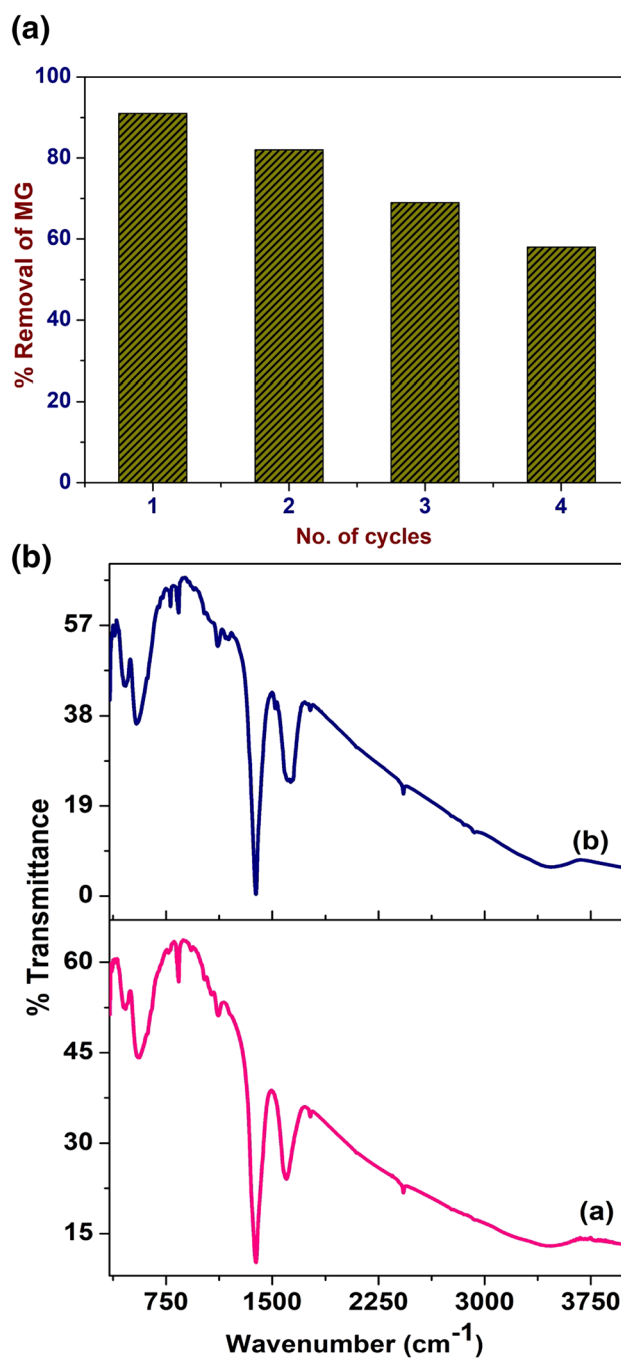 (a)
100
80
60
40
20
0
% Removal of MG
1 2 3 4
No. of cycles
(b)
57
38
19
0
(b)
% Transmittance
60
45
30
15
(a)
750 1500 2250 3000 3750
Wavenumber (cm⁻¹)